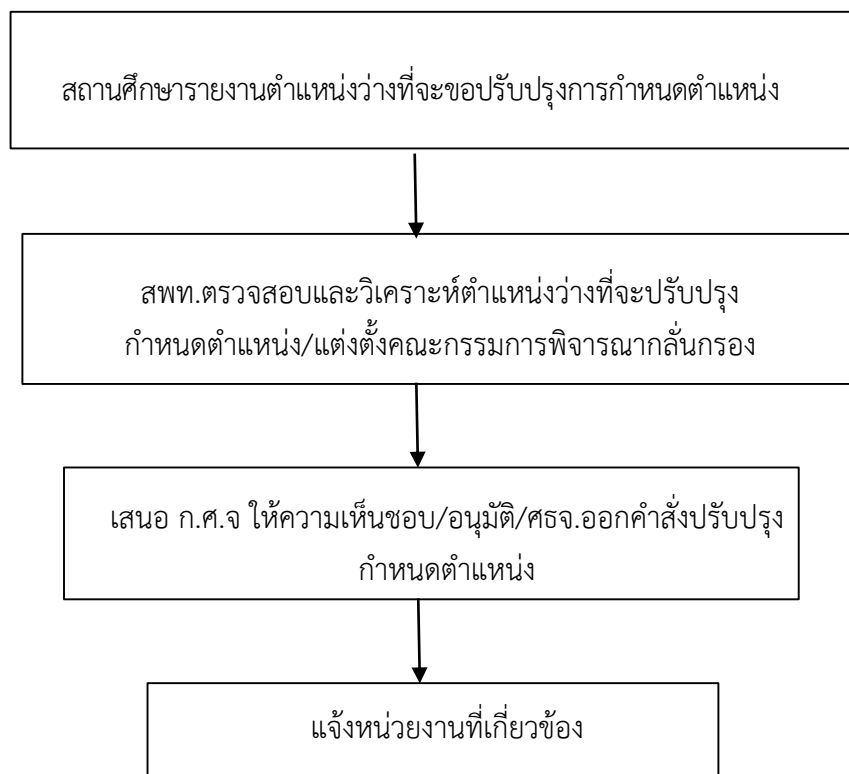 สถานศึกษารายงานตำแหน่งว่างที่จะขอปรับปรุงการกำหนดตำแหน่ง
สพท.ตรวจสอบและวิเคราะห์ตำแหน่งว่างที่จะปรับปรุง
กำหนดตำแหน่ง/แต่งตั้งคณะกรรมการพิจารณากลั่นกรอง
เสนอ ก.ศ.จ ให้ความเห็นชอบ/อนุมัติ/ศธจ.ออกคำสั่งปรับปรุง
กำหนดตำแหน่ง
แจ้งหน่วยงานที่เกี่ยวข้อง